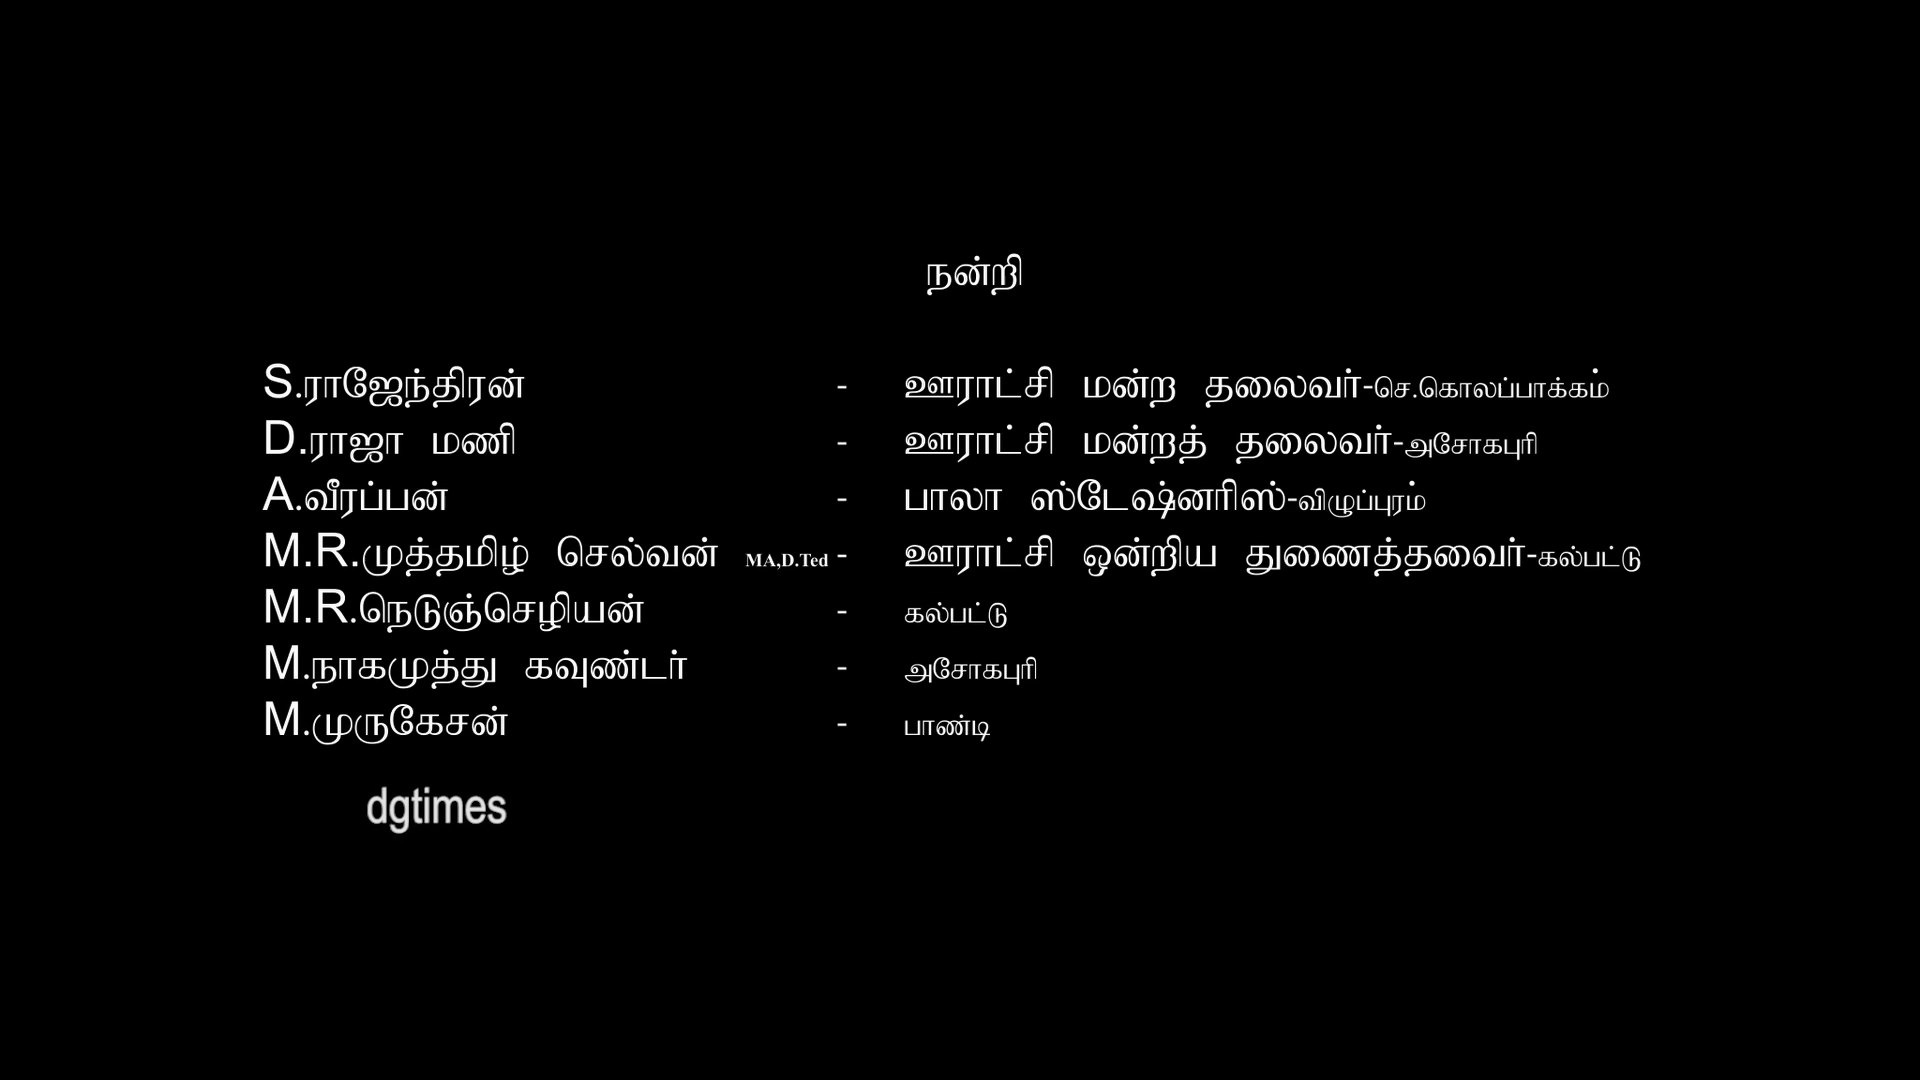 நன்றி
S.ராஜேந்திரன் - ஊராட்சி மன்ற தலைவர்-செ.கொலப்பாக்கம்
D.ராஜா மணி - ஊராட்சி மன்றத் தலைவர்-அசோகபுரி
A.வீரப்பன் - பாலா ஸ்டேஷ்னரிஸ்-விழுப்புரம்
M.R.முத்தமிழ் செல்வன் MA,D.Ted - ஊராட்சி ஒன்றிய துணைத்தவைர்-கல்பட்டு
M.R.நெடுஞ்செழியன் - கல்பட்டு
M.நாகமுத்து கவுண்டர் - அசோகபுரி
M.முருகேசன் - பாண்டி
dgtimes